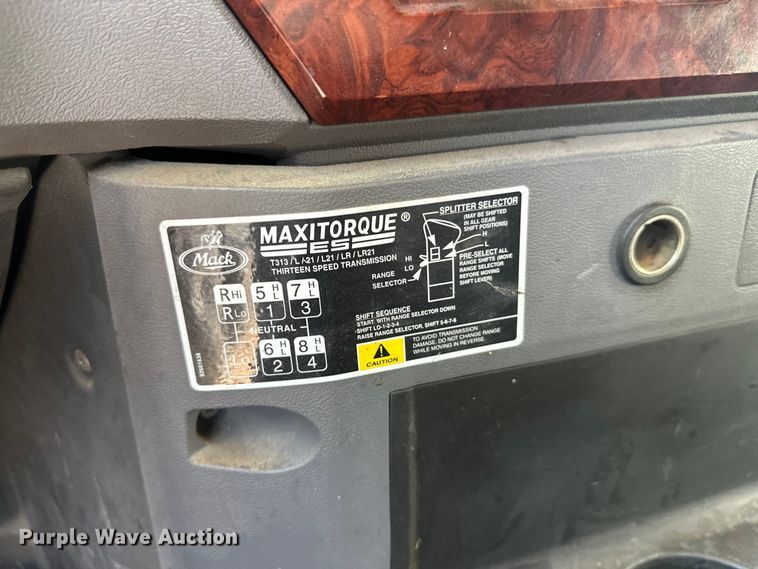 Mack
MAXITORQUE®
ES
T313 / L / LR / LR21
THIRTEEN SPEED TRANSMISSION
SPLITTER SELECTOR
(MAY BE SHIFTED
IN ALL GEAR
SHIFT POSITIONS)
H
L
HI
LO
RANGE
SELECTOR
PRE-SELECT ALL
RANGE SHIFTS (MOVE
RANGE SELECTOR
BEFORE MOVING
SHIFT LEVER)
RHi 5 H L 7 H L
RLo 1 3
NEUTRAL
Lo 6 H L 8 H L
2 4
SHIFT SEQUENCE
START WITH RANGE SELECTOR DOWN
-SHIFT LO-1-2-3-4
RAISE RANGE SELECTOR, SHIFT 5-6-7-8
CAUTION
TO AVOID TRANSMISSION
DAMAGE, DO NOT CHANGE RANGE
WHILE MOVING IN REVERSE.
Purple Wave Auction